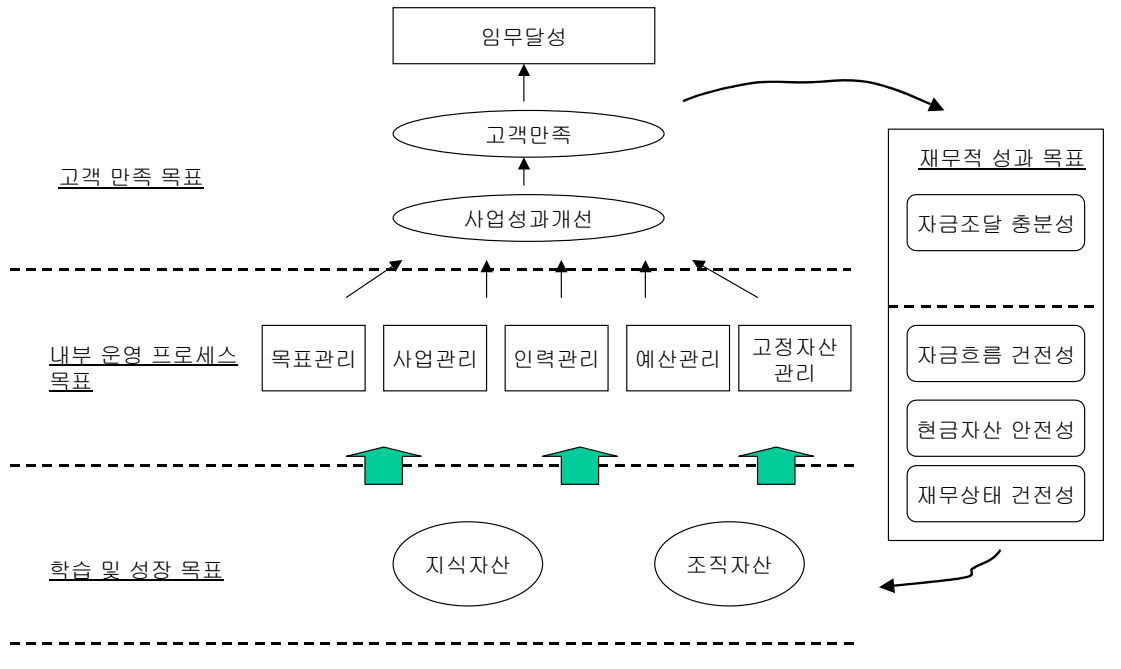 임무달성
고객만족
고객 만족 목표
사업성과개선
재무적 성과 목표
자금조달 충분성
내부 운영 프로세스
목표
목표관리
사업관리
인력관리
예산관리
고정자산
관리
자금흐름 건전성
현금자산 안전성
재무상태 건전성
학습 및 성장 목표
지식자산
조직자산